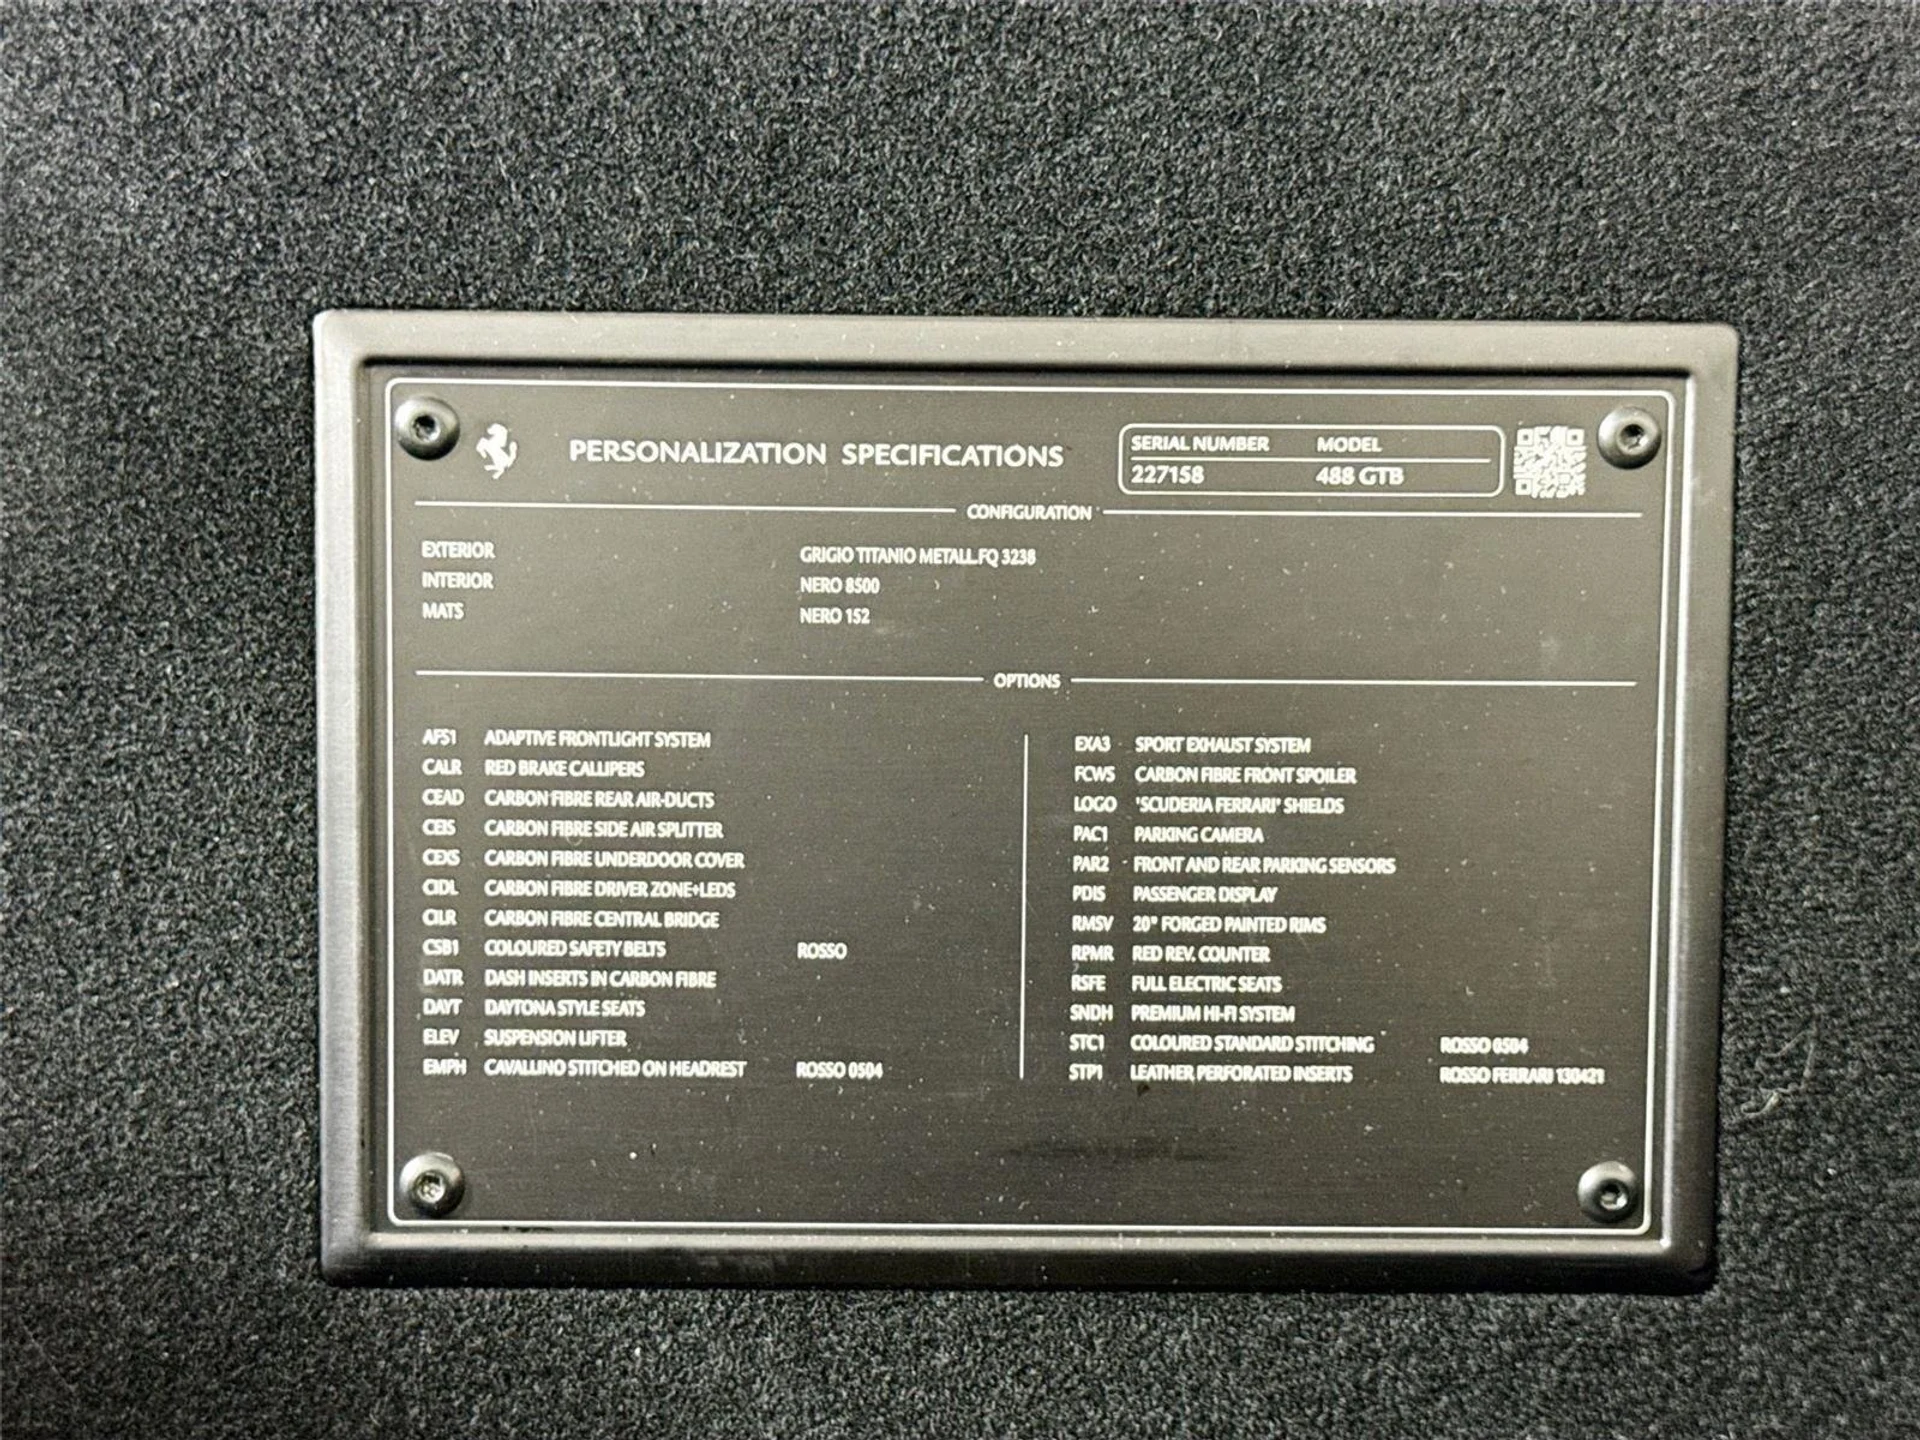 PERSONALIZATION SPECIFICATIONS
SERIAL NUMBER MODEL
227158 488 GTB
CONFIGURATION
EXTERIOR GRIGIO TITANIO METALL.FQ 3238
INTERIOR NERO 8500
MATS NERO 152
OPTIONS
AFS1 ADAPTIVE FRONTLIGHT SYSTEM
CALR RED BRAKE CALLIPERS
CEAD CARBON FIBRE REAR AIR-DUCTS
CEIS CARBON FIBRE SIDE AIR SPLITTER
CEXS CARBON FIBRE UNDERDOOR COVER
CIDL CARBON FIBRE DRIVER ZONE+LEDS
CILR CARBON FIBRE CENTRAL BRIDGE
CSB1 COLOURED SAFETY BELTS ROSSO
DATR DASH INSERTS IN CARBON FIBRE
DAYT DAYTONA STYLE SEATS
ELEV SUSPENSION LIFTER
EMPH CAVALLINO STITCHED ON HEADREST ROSSO 0504
EXA3 SPORT EXHAUST SYSTEM
FCWS CARBON FIBRE FRONT SPOILER
LOGO 'SCUDERIA FERRARI' SHIELDS
PAC1 PARKING CAMERA
PAR2 FRONT AND REAR PARKING SENSORS
PDIS PASSENGER DISPLAY
RMSV 20" FORGED PAINTED RIMS
RPMR RED REV. COUNTER
RSFE FULL ELECTRIC SEATS
SNDH PREMIUM HI-FI SYSTEM
STC1 COLOURED STANDARD STITCHING ROSSO 0504
STP1 LEATHER PERFORATED INSERTS ROSSO FERRARI 130421